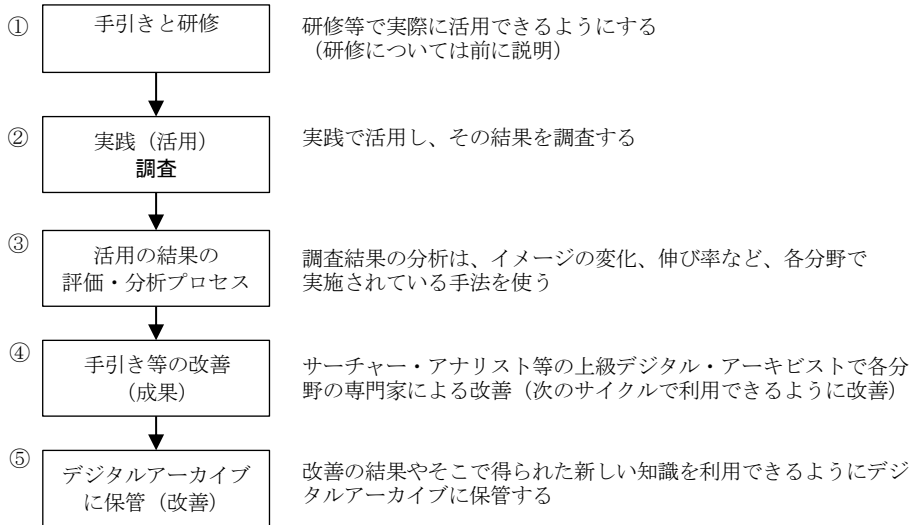 ① 手引きと研修 研修等で実際に活用できるようにする
（研修については前に説明）
② 実践（活用） 実践で活用し、その結果を調査する
調査
③ 活用の結果の 調査結果の分析は、イメージの変化、伸び率など、各分野で
評価・分析プロセス 実施されている手法を使う
④ 手引き等の改善 サーチャー・アナリスト等の上級デジタル・アーキビストで各分
（成果） 野の専門家による改善（次のサイクルで利用できるように改善）
⑤ デジタルアーカイブ 改善の結果やそこで得られた新しい知識を利用できるようにデジ
に保管（改善） タルアーカイブに保管する